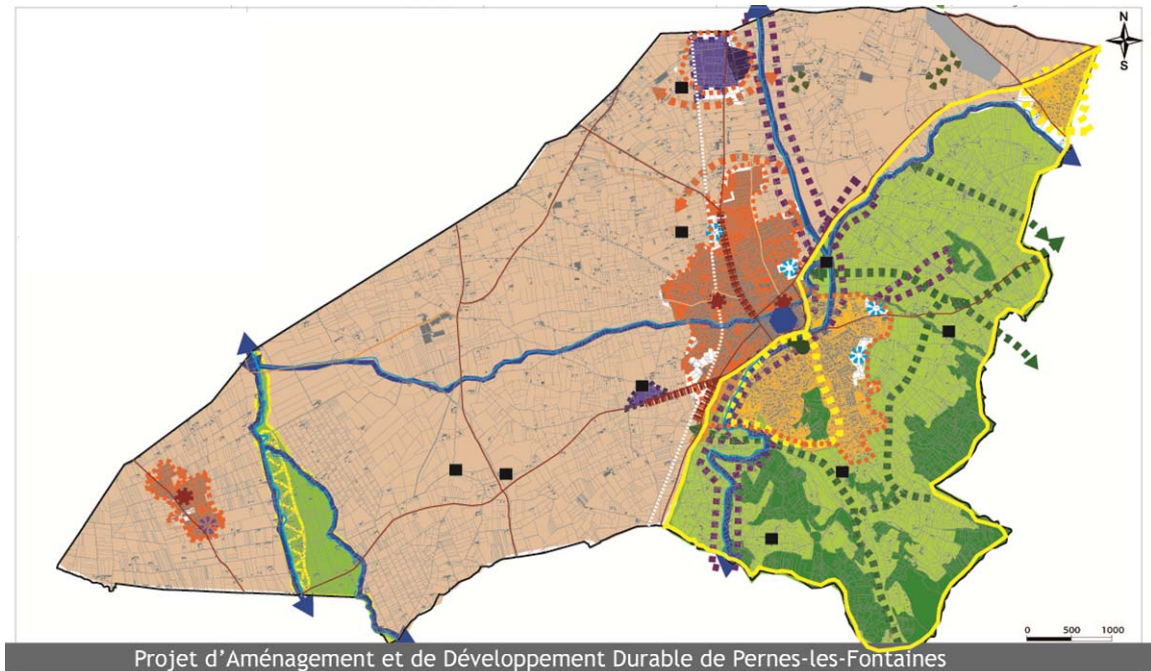 N
S
0 500 1000
Projet d'Aménagement et de Développement Durable de Pernes-les-Fontaines